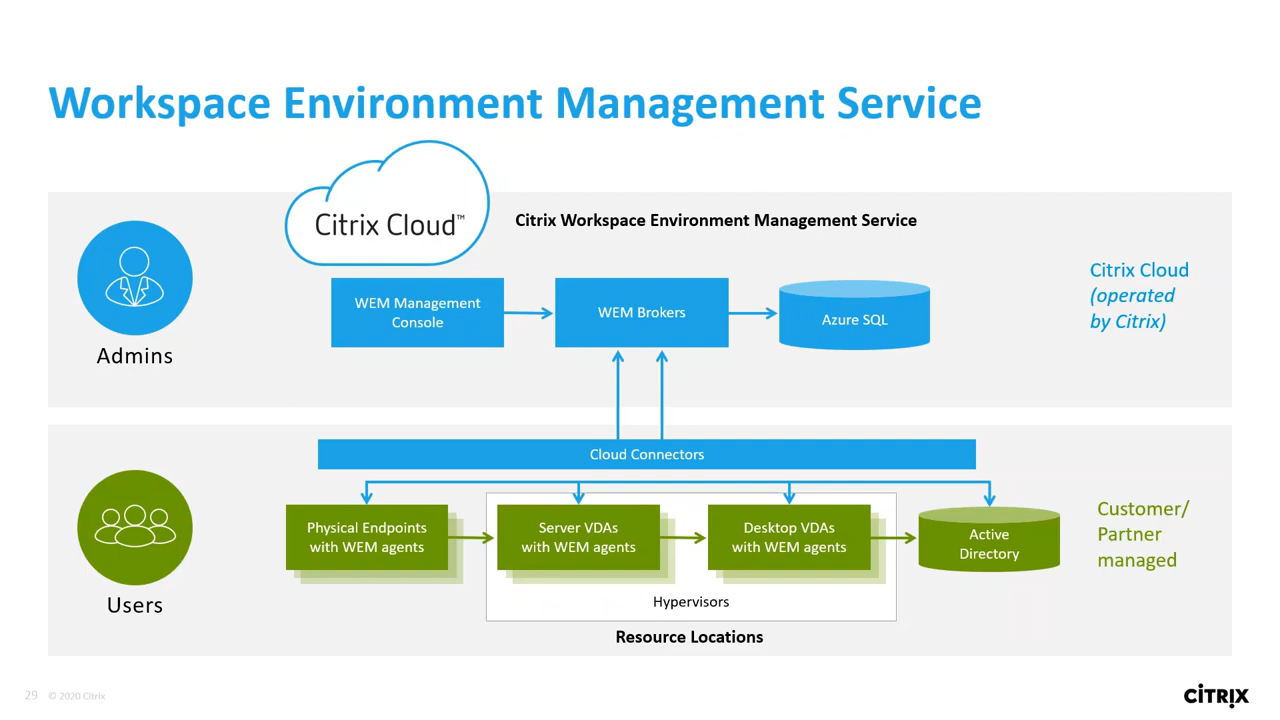 Workspace Environment Management Service
Citrix Cloud™
Citrix Workspace Environment Management Service
Admins
WEM Management
Console
WEM Brokers
Azure SQL
Citrix Cloud
(operated
by Citrix)
Cloud Connectors
Users
Physical Endpoints
with WEM agents
Server VDAs
with WEM agents
Desktop VDAs
with WEM agents
Active
Directory
Hypervisors
Resource Locations
Customer/
Partner
managed
29 © 2020 Citrix
CİTRIX